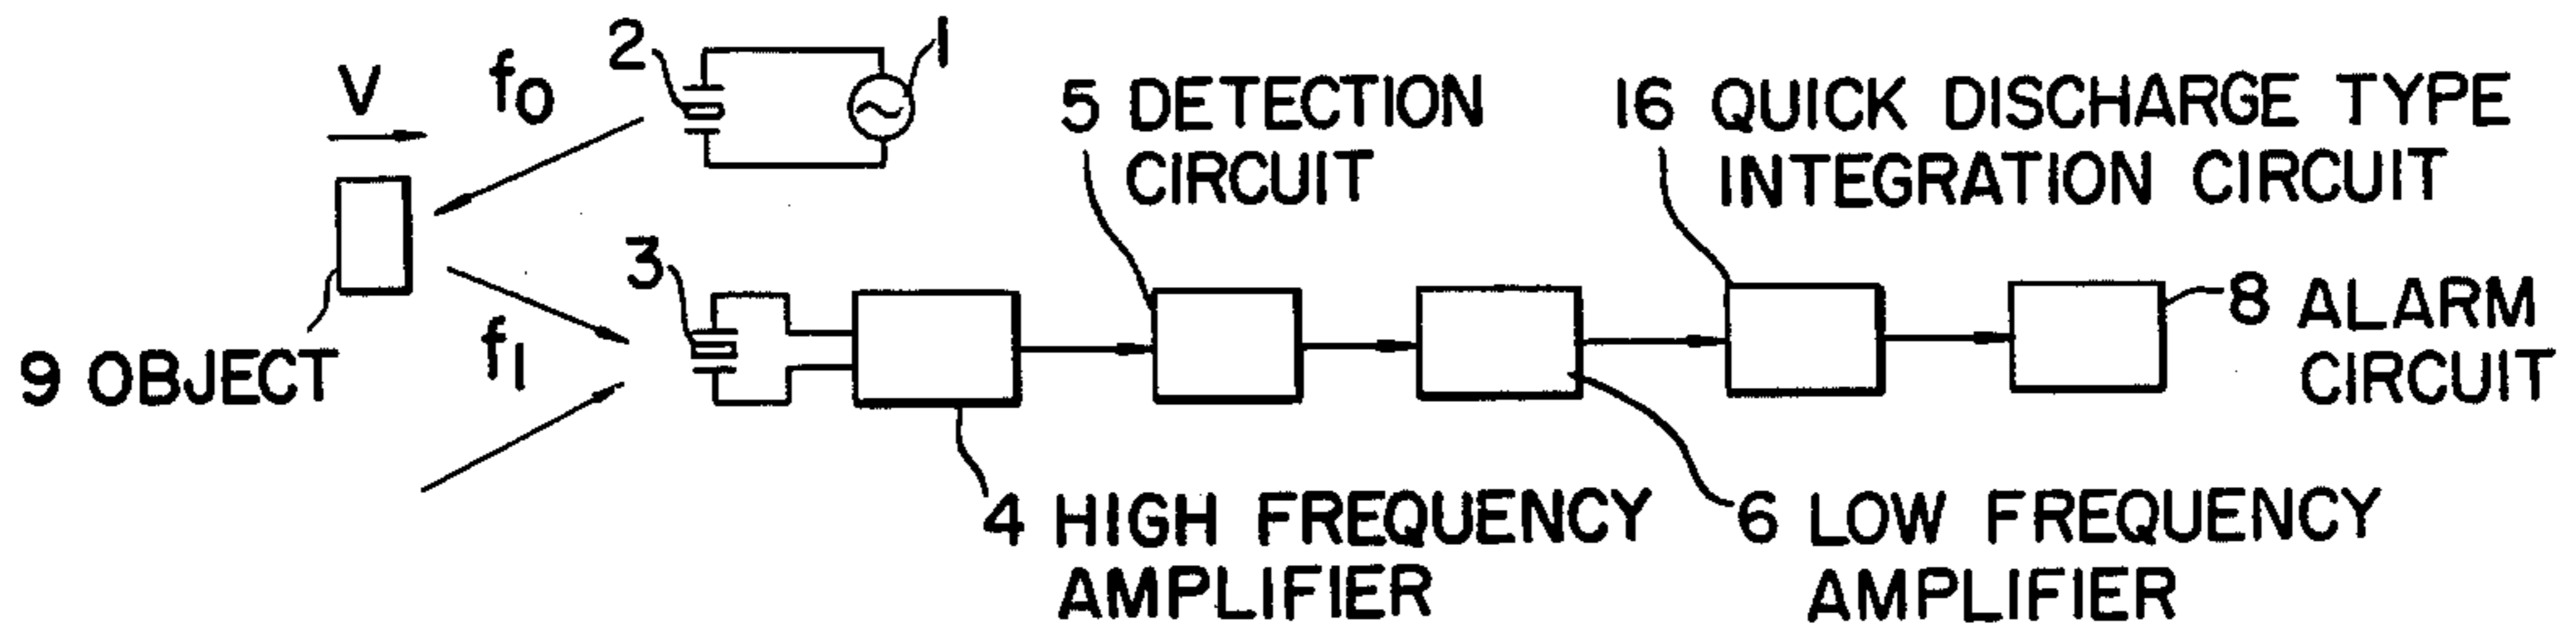 V
f0
2
1
5 DETECTION
CIRCUIT
16 QUICK DISCHARGE TYPE
INTEGRATION CIRCUIT
9 OBJECT
f1
3
4 HIGH FREQUENCY
AMPLIFIER
6 LOW FREQUENCY
AMPLIFIER
8 ALARM
CIRCUIT